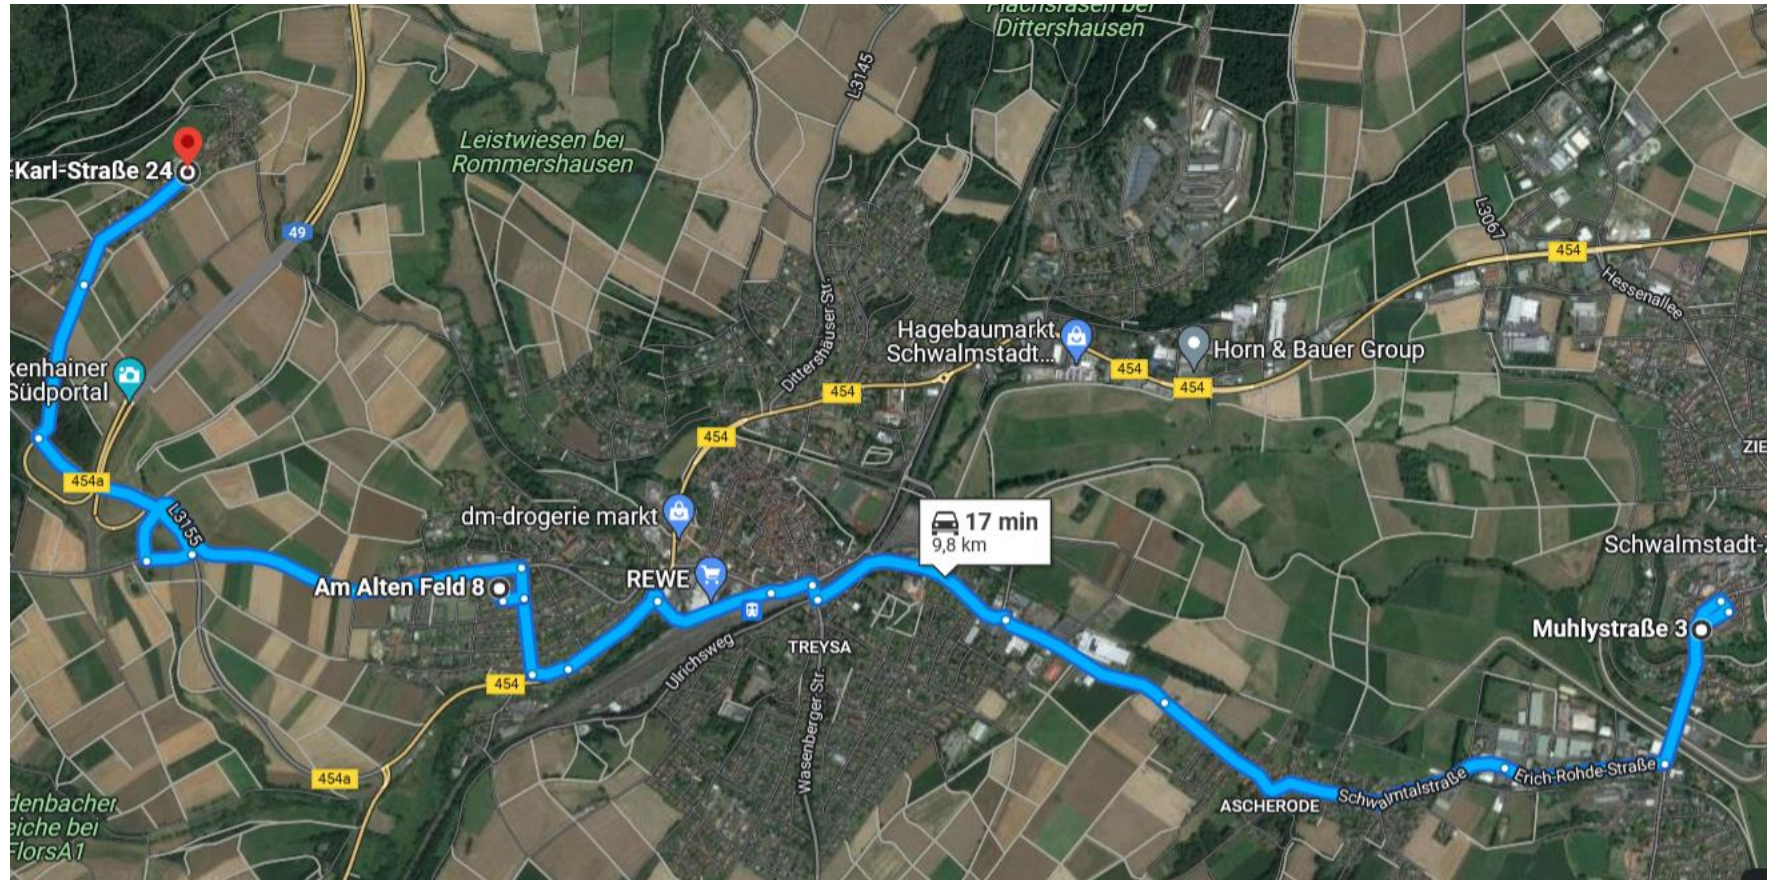 Flachsrasen bei
Dittershausen
L3145
Leistwiesen bei
Rommershausen
-Karl-Straße 24
49
L3067
454
Hessenallee
Dittershäuser-Str.
Hagebaumarkt
Schwalmstadt...
Horn & Bauer Group
454
454
454
kenhainer
Südportal
454
ZIE
454a
L3155
dm-drogerie markt
17 min
9,8 km
Schwalmstadt-Z
Am Alten Feld 8
REWE
Muhlystraße 3
TREYSA
Ulrichsweg
454
Wasenberger-Str.
454a
Erich-Rohde-Straße
Schwalmtalstraße
ASCHERODE
denbacher
eiche bei
FlorsA1